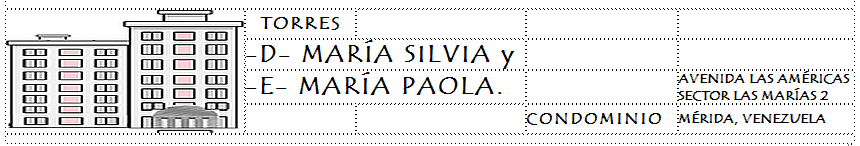 TORRES
-D- MARÍA SILVIA y
-E- MARÍA PAOLA.
AVENIDA LAS AMÉRICAS
SECTOR LAS MARÍAS 2
CONDOMINIO MÉRIDA, VENEZUELA